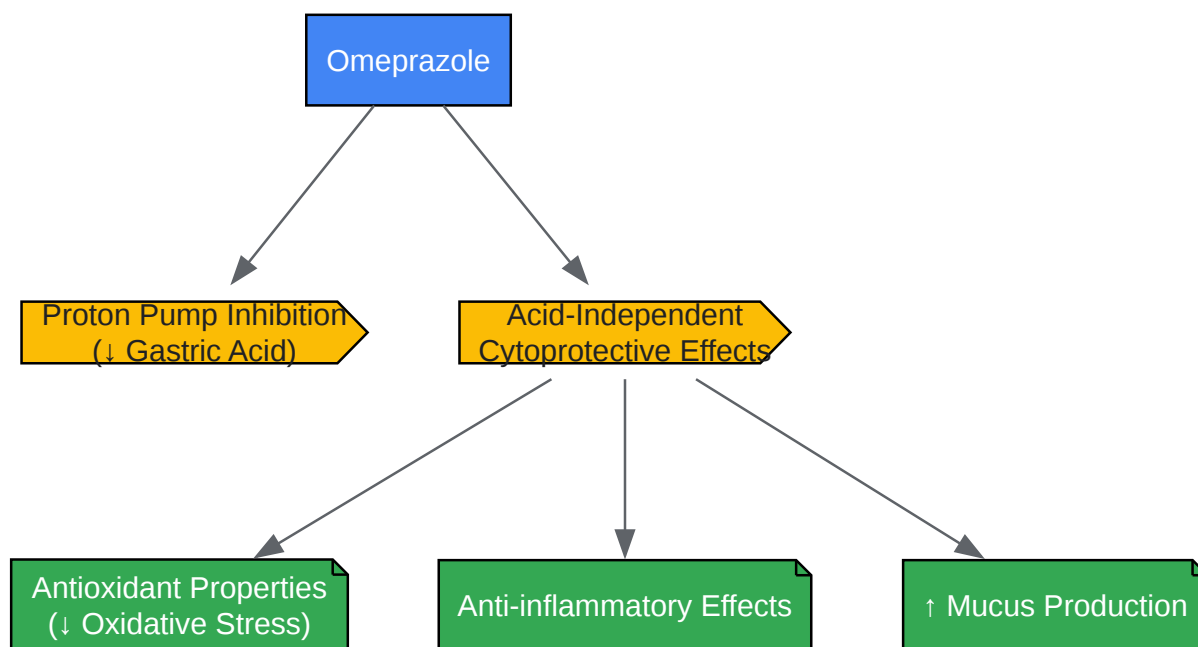 Omeprazole
Proton Pump Inhibition
(↓ Gastric Acid)
Acid-Independent
Cytoprotective Effects
Antioxidant Properties
(↓ Oxidative Stress)
Anti-inflammatory Effects
↑ Mucus Production